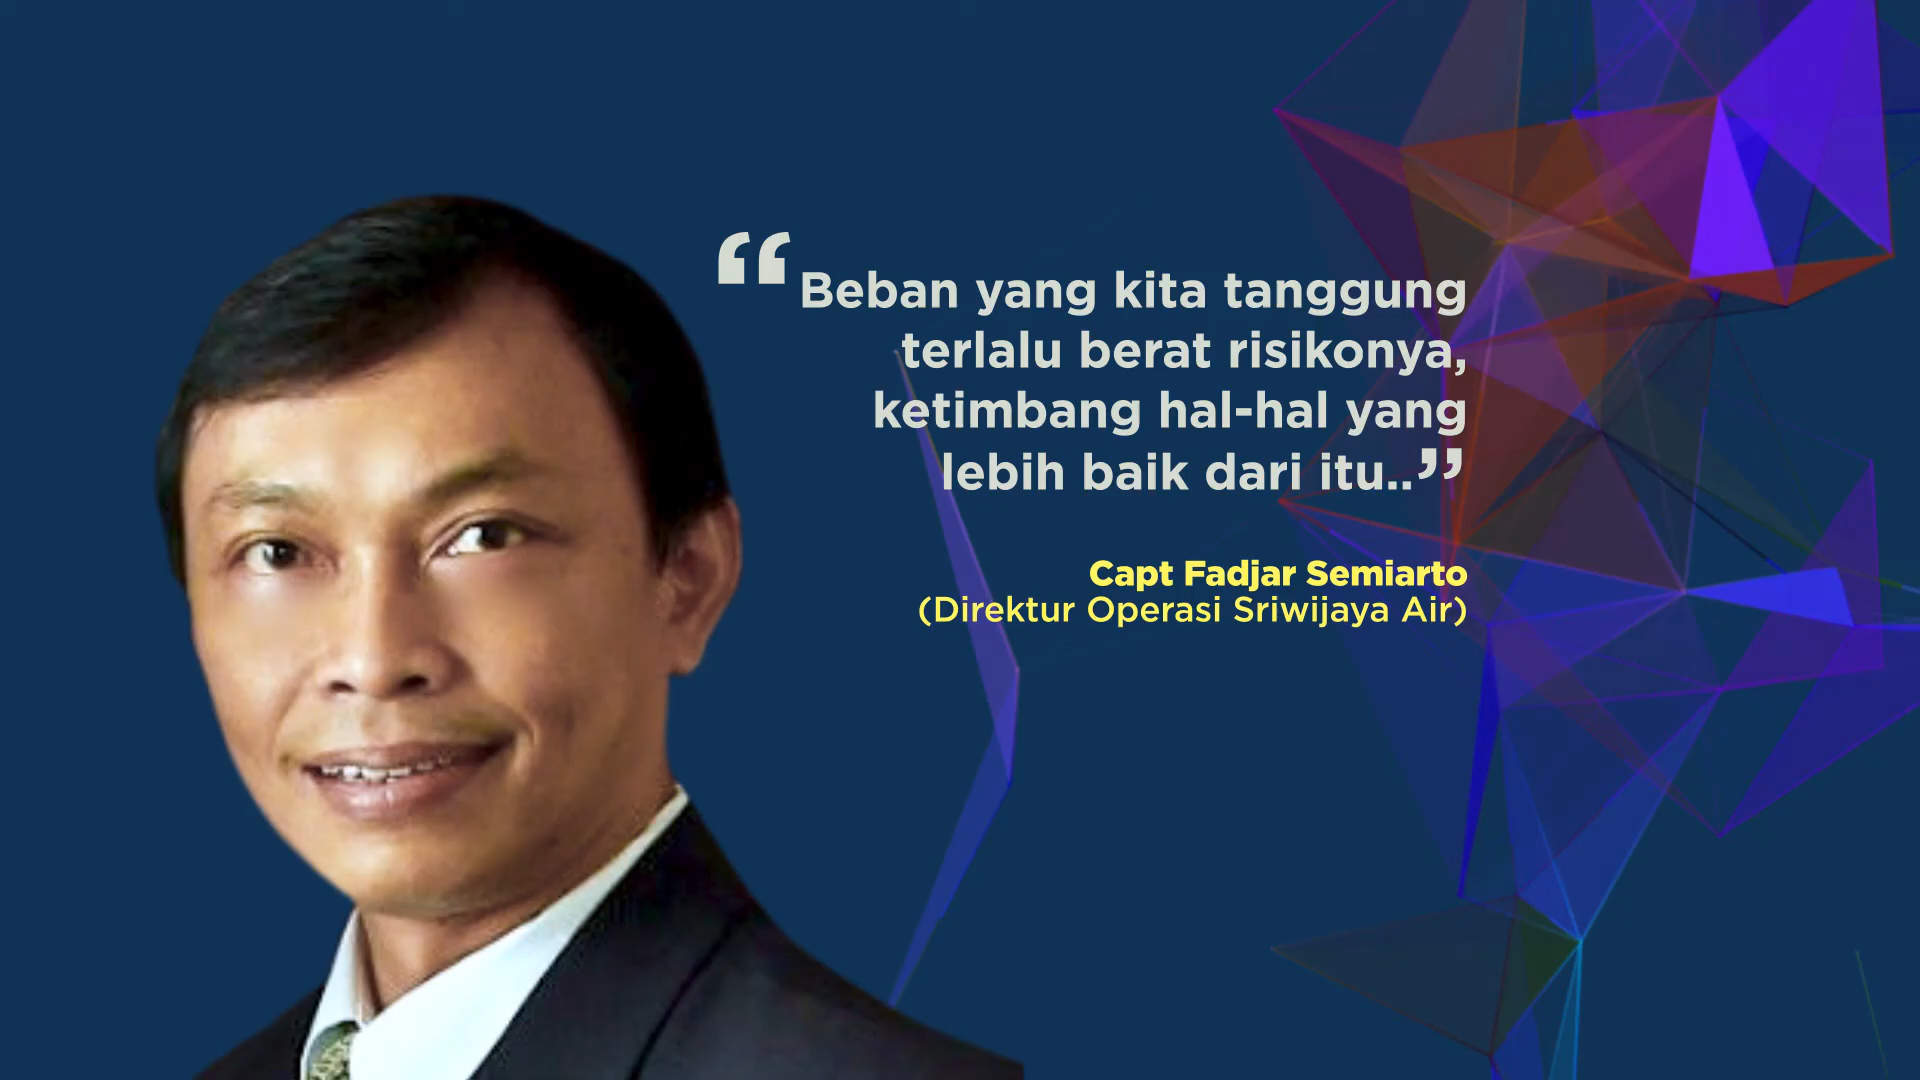 “Beban yang kita tanggung
terlalu berat risikonya,
ketimbang hal-hal yang
lebih baik dari itu..”
Capt Fadjar Semiarto
(Direktur Operasi Sriwijaya Air)